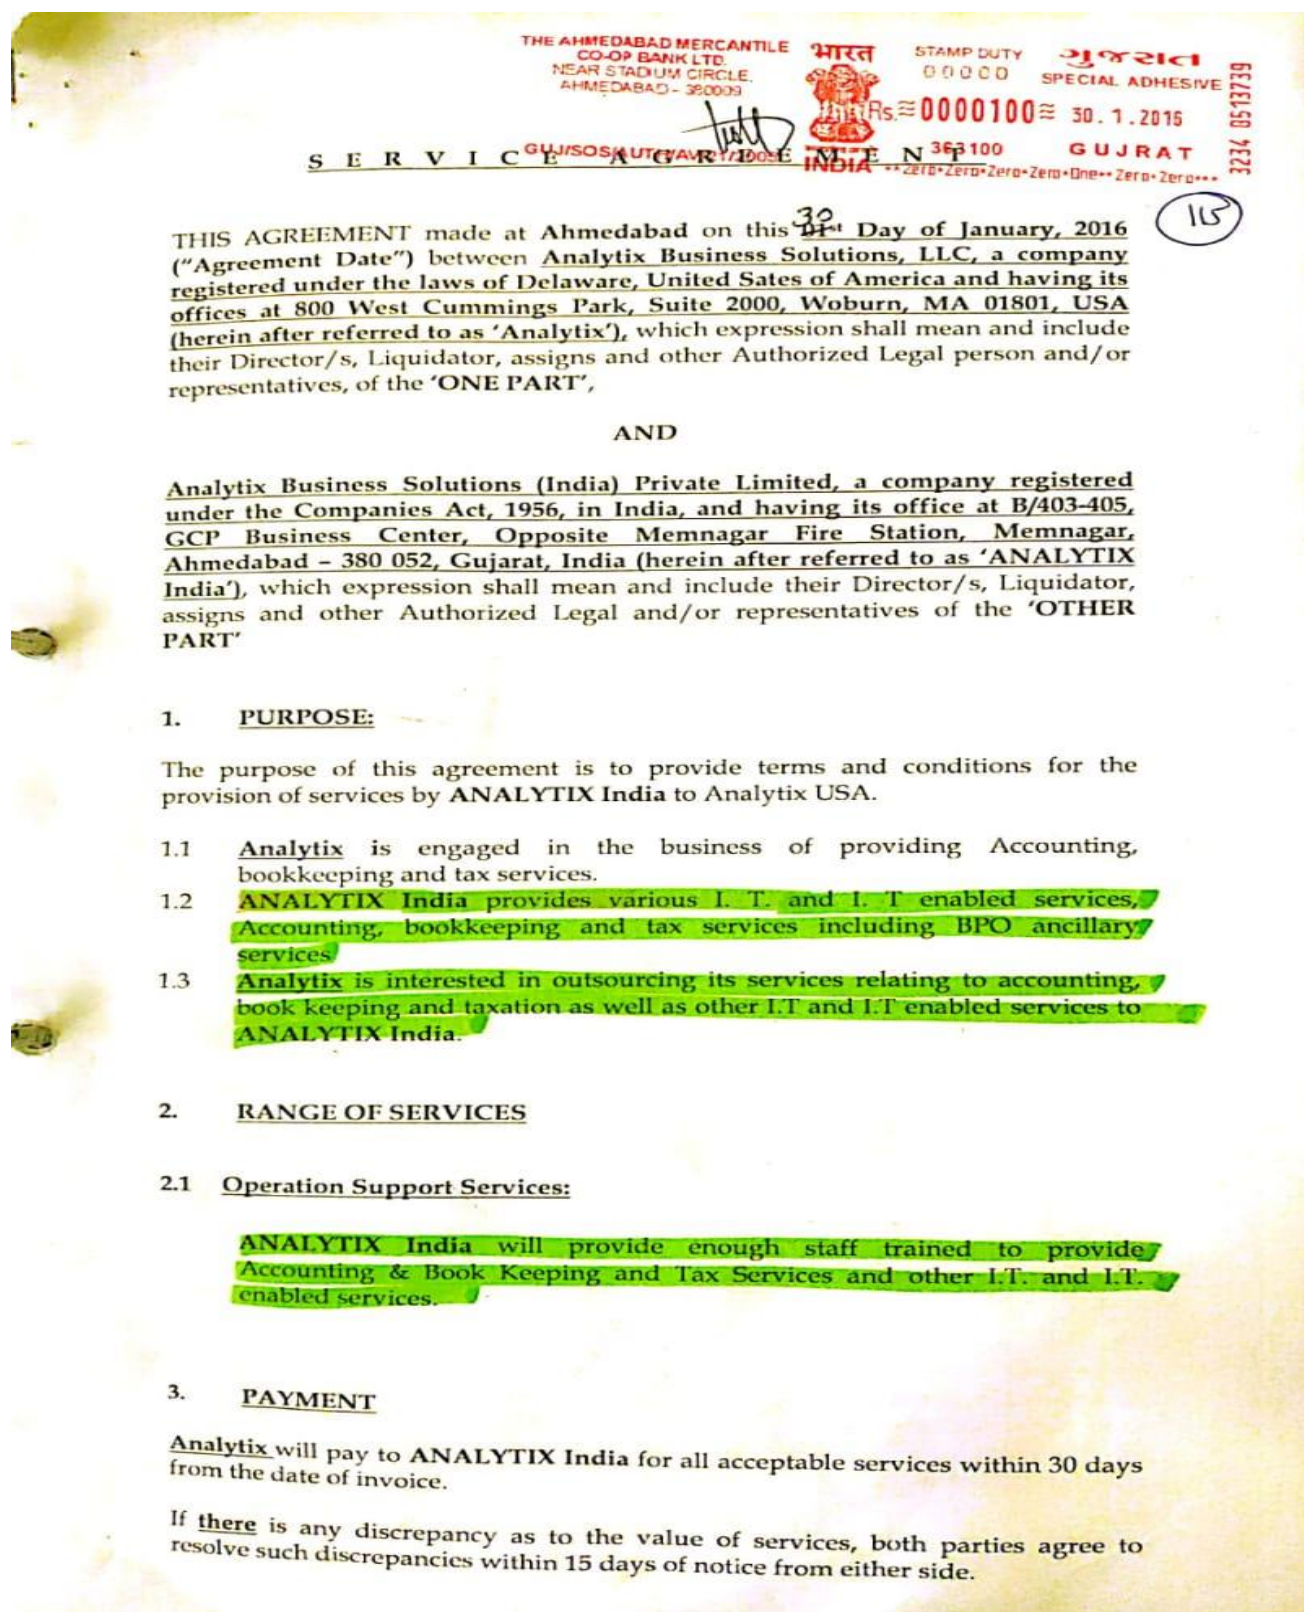 THE AHMEDABAD MERCANTILE
CO-OP BANK LTD.
NEAR STADIUM CIRCLE,
AHMEDABAD - 380009
भारत
STAMP DUTY
00000
ગુજરાત
SPECIAL ADHESIVE
Rs.≈0000100≈ 30.1.2016
363100
GUJRAT
INDIA
Zero•Zero•Zero•Zero•One••Zero•Zero•••
3234 0513739
SERVICE AGREEMENT
115
THIS AGREEMENT made at Ahmedabad on this 30 01st Day of January, 2016
("Agreement Date") between Analytix Business Solutions, LLC, a company
registered under the laws of Delaware, United Sates of America and having its
offices at 800 West Cummings Park, Suite 2000, Woburn, MA 01801, USA
(herein after referred to as 'Analytix'), which expression shall mean and include
their Director/s, Liquidator, assigns and other Authorized Legal person and/or
representatives, of the 'ONE PART',
AND
Analytix Business Solutions (India) Private Limited, a company registered
under the Companies Act, 1956, in India, and having its office at B/403-405,
GCP Business Center, Opposite Memnagar Fire Station, Memnagar,
Ahmedabad – 380 052, Gujarat, India (herein after referred to as 'ANALYTIX
India'), which expression shall mean and include their Director/s, Liquidator,
assigns and other Authorized Legal and/or representatives of the 'OTHER
PART'
1. PURPOSE:
The purpose of this agreement is to provide terms and conditions for the
provision of services by ANALYTIX India to Analytix USA.
1.1 Analytix is engaged in the business of providing Accounting,
bookkeeping and tax services.
1.2 ANALYTIX India provides various I. T. and I. T enabled services,
Accounting, bookkeeping and tax services including BPO ancillary
services
1.3 Analytix is interested in outsourcing its services relating to accounting,
book keeping and taxation as well as other I.T and I.T enabled services to
ANALYTIX India.
2. RANGE OF SERVICES
2.1 Operation Support Services:
ANALYTIX India will provide enough staff trained to provide
Accounting & Book Keeping and Tax Services and other I.T. and I.T.
enabled services.
3. PAYMENT
Analytix will pay to ANALYTIX India for all acceptable services within 30 days
from the date of invoice.
If there is any discrepancy as to the value of services, both parties agree to
resolve such discrepancies within 15 days of notice from either side.